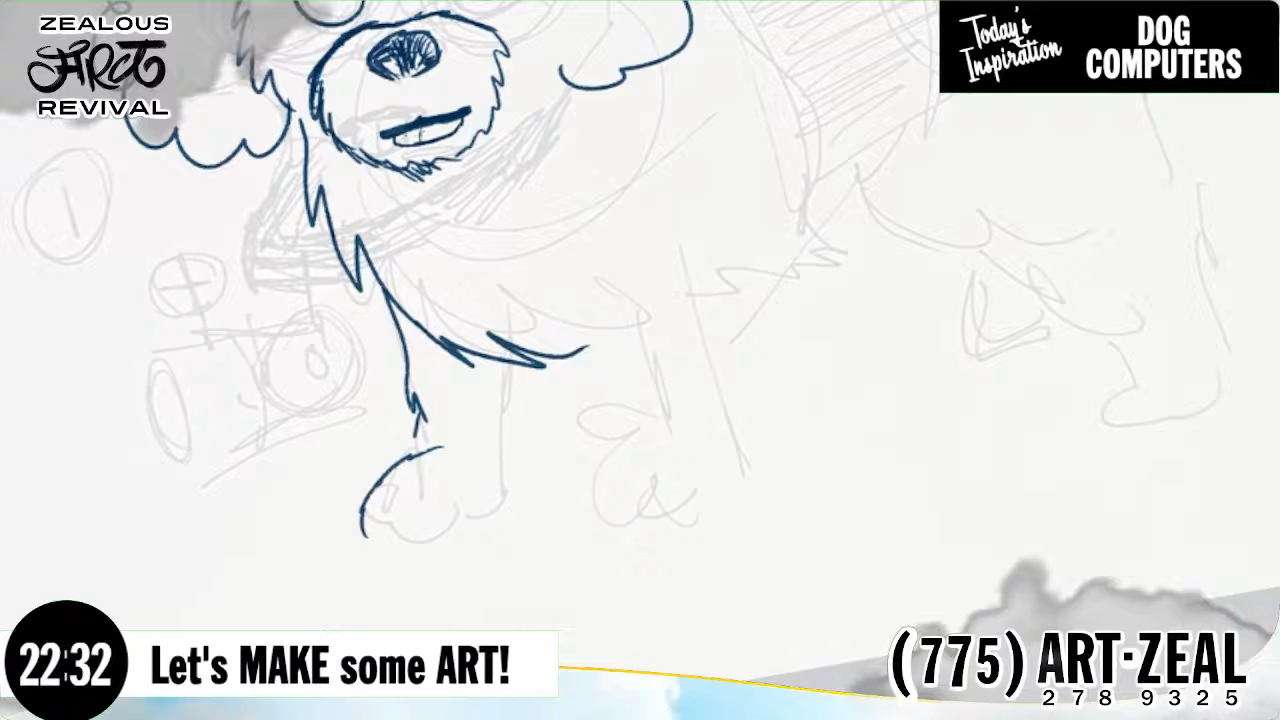 ZEALOUS
ART
REVIVAL
Today's
Inspiration
DOG
COMPUTERS
22:32
Let's MAKE some ART!
(775) ART-ZEAL
278 9325